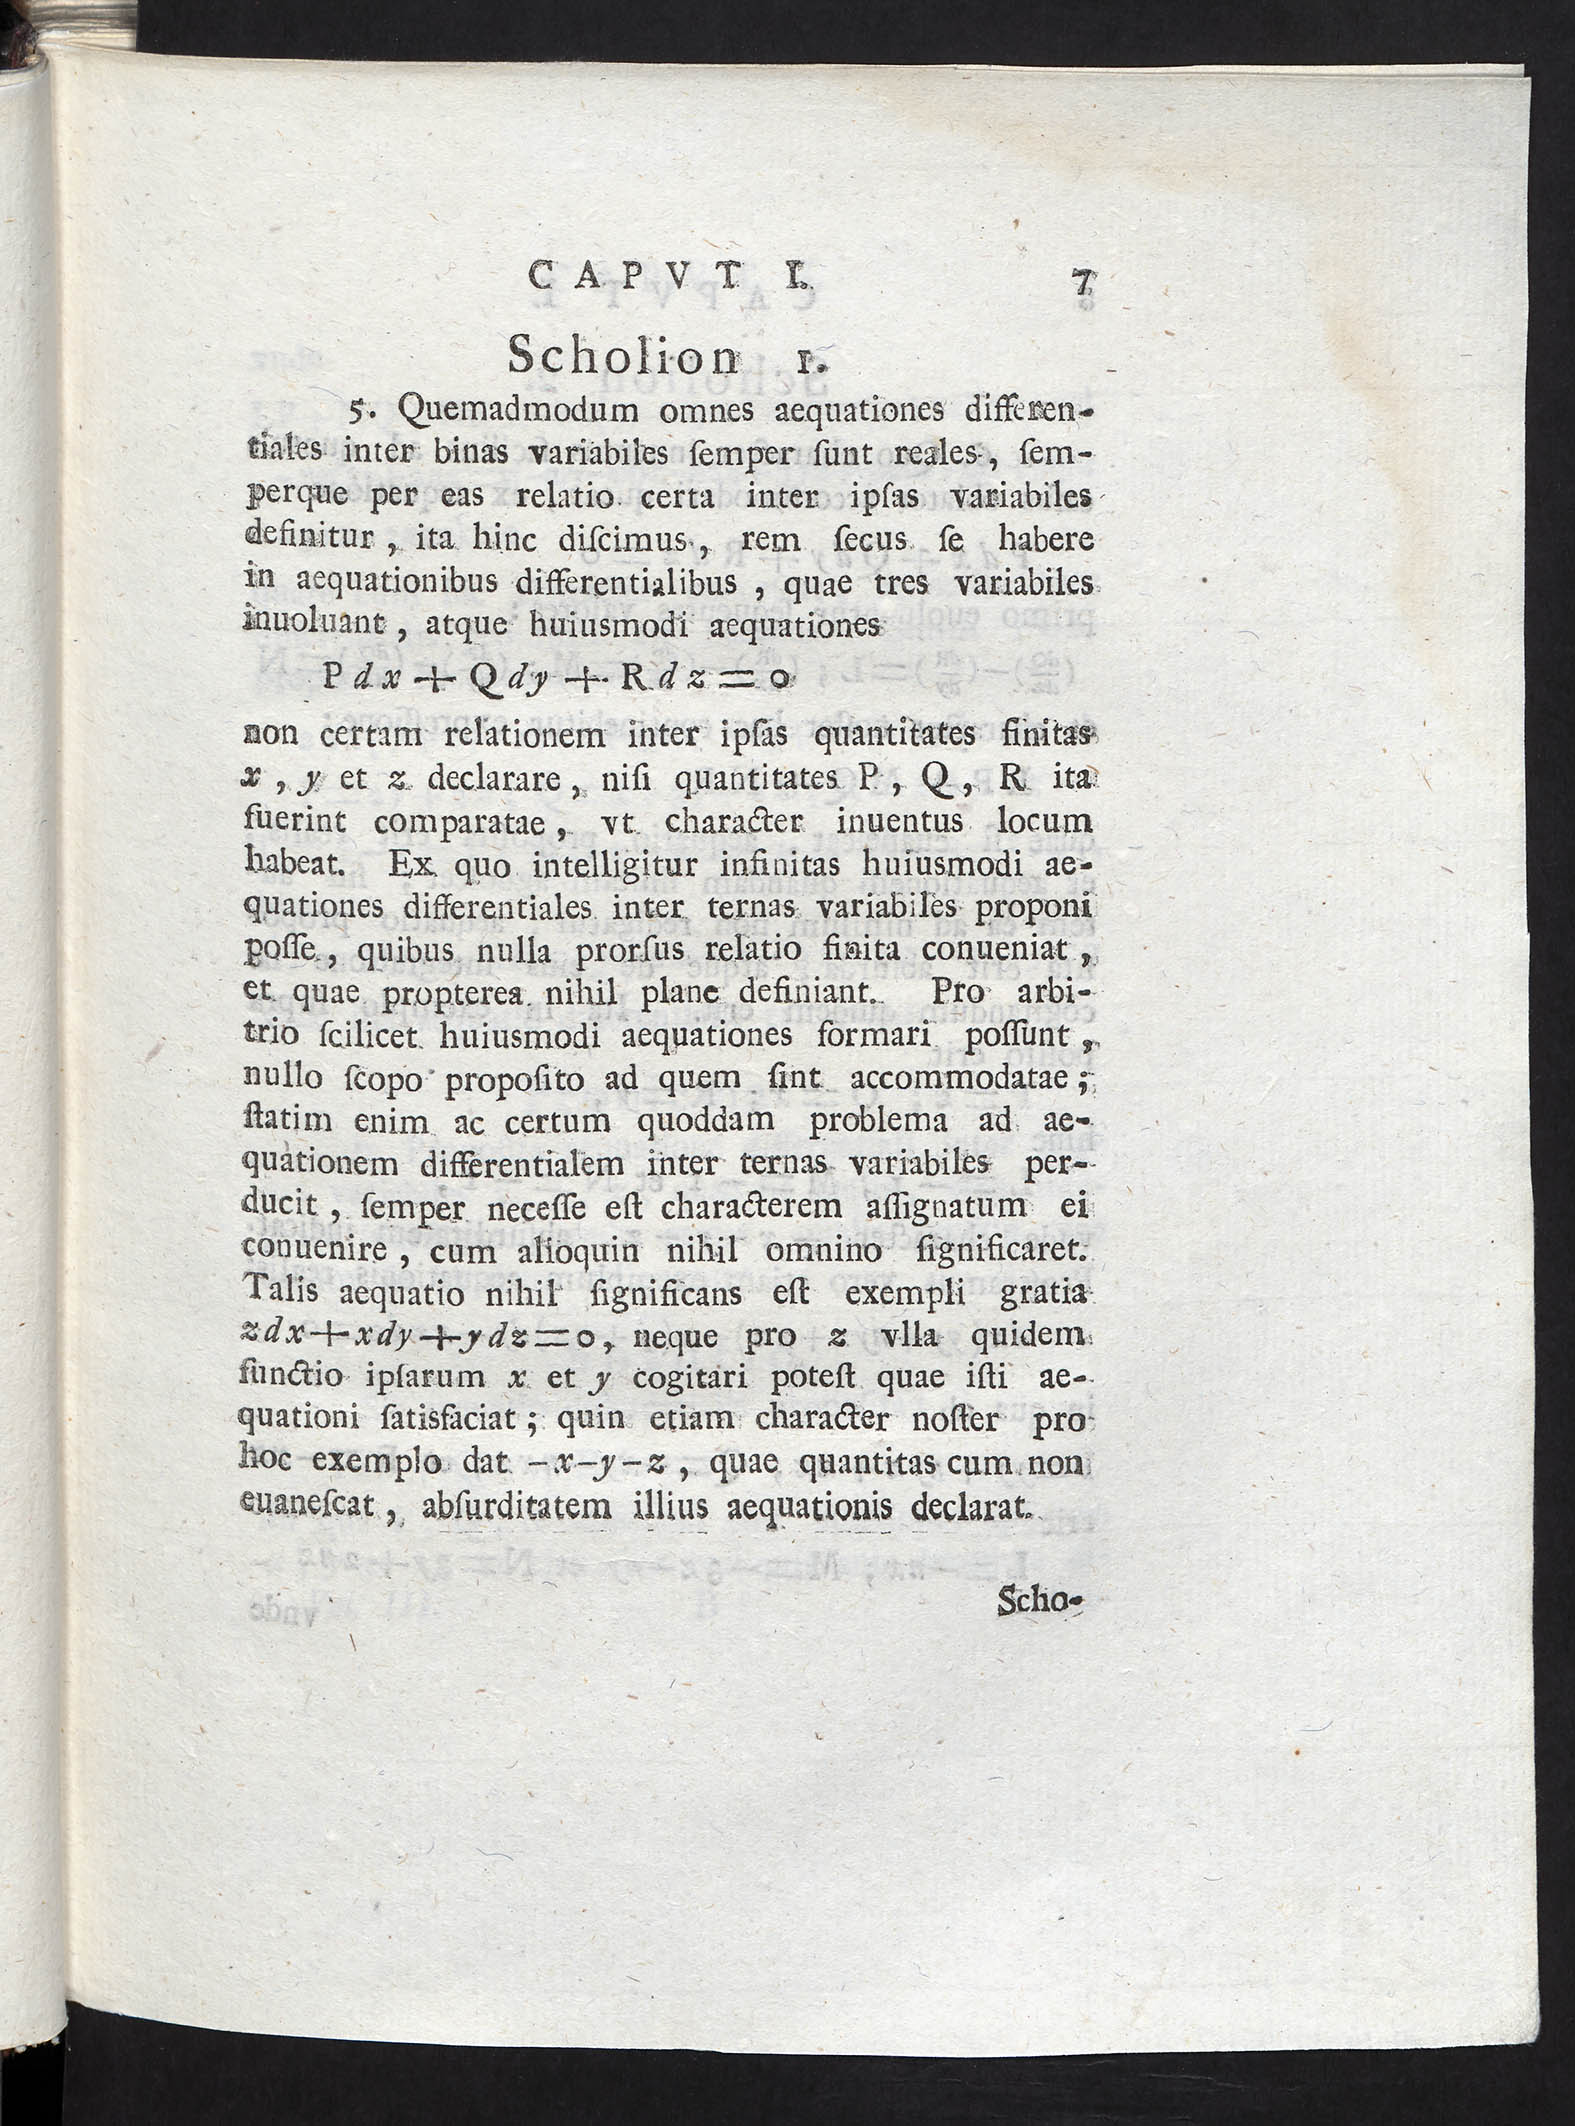 CAPVT I. 7
Scholion 1.
5. Quemadmodum omnes aequationes differen-
tiales inter binas variabiles ſemper ſunt reales, ſem-
perque per eas relatio certa inter ipſas variabiles
definitur, ita hinc diſcimus, rem ſecus ſe habere
in aequationibus differentialibus, quae tres variabiles
inuoluant, atque huiusmodi aequationes
P dx + Q dy + R dz = 0
non certam relationem inter ipſas quantitates finitas
x, y et z declarare, niſi quantitates P, Q, R ita
fuerint comparatae, vt character inuentus locum
habeat. Ex quo intelligitur infinitas huiusmodi ae-
quationes differentiales inter ternas variabiles proponi
poſſe, quibus nulla prorſus relatio finita conueniat,
et quae propterea nihil plane definiant. Pro arbi-
trio ſcilicet huiusmodi aequationes formari poſſunt,
nullo ſcopo propoſito ad quem ſint accommodatae;
ſtatim enim ac certum quoddam problema ad ae-
quationem differentialem inter ternas variabiles per-
ducit, ſemper neceſſe eſt characterem aſſignatum ei
conuenire, cum alioquin nihil omnino ſignificaret.
Talis aequatio nihil ſignificans eſt exempli gratia
zdx+xdy+ydz=0, neque pro z vlla quidem
functio ipſarum x et y cogitari poteſt quae iſti ae-
quationi ſatisfaciat; quin etiam character noſter pro
hoc exemplo dat -x-y-z, quae quantitas cum non
euaneſcat, abſurditatem illius aequationis declarat.
Scho-